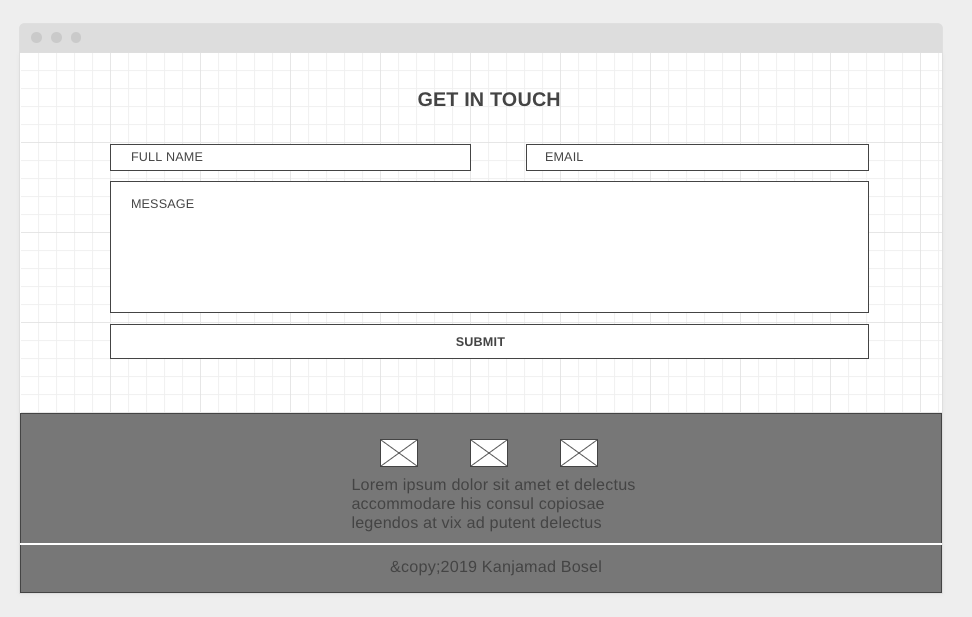 GET IN TOUCH
FULL NAME
EMAIL
MESSAGE
SUBMIT
Lorem ipsum dolor sit amet et delectus
accommodare his consul copiosae
legendos at vix ad putent delectus
&copy;2019 Kanjamad Bosel